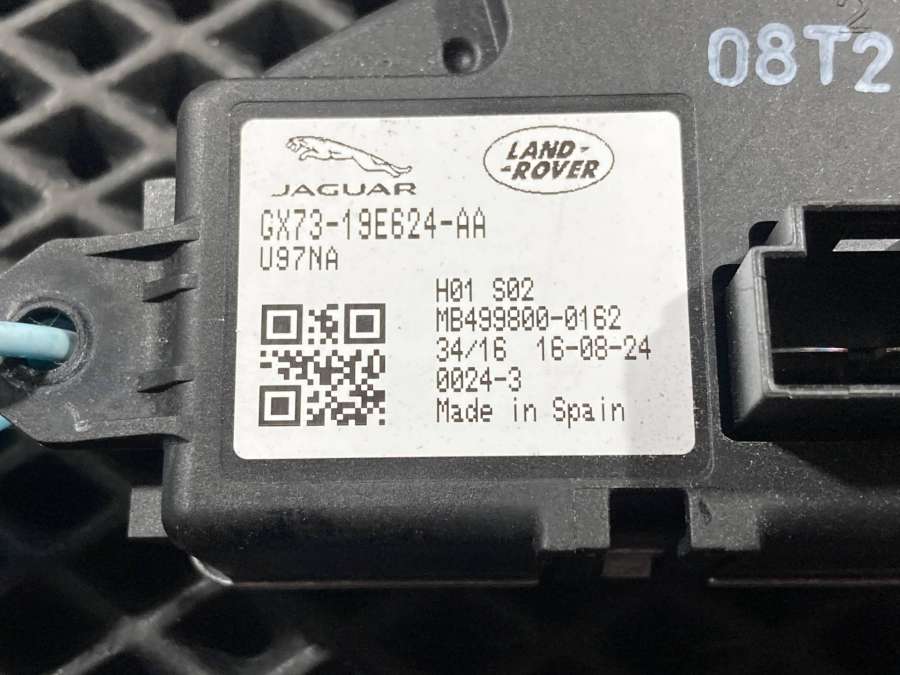 08T2
2
JAGUAR
LAND-
-ROVER
GX73-19E624-AA
U97NA
H01 S02
MB499800-0162
34/16 16-08-24
0024-3
Made in Spain